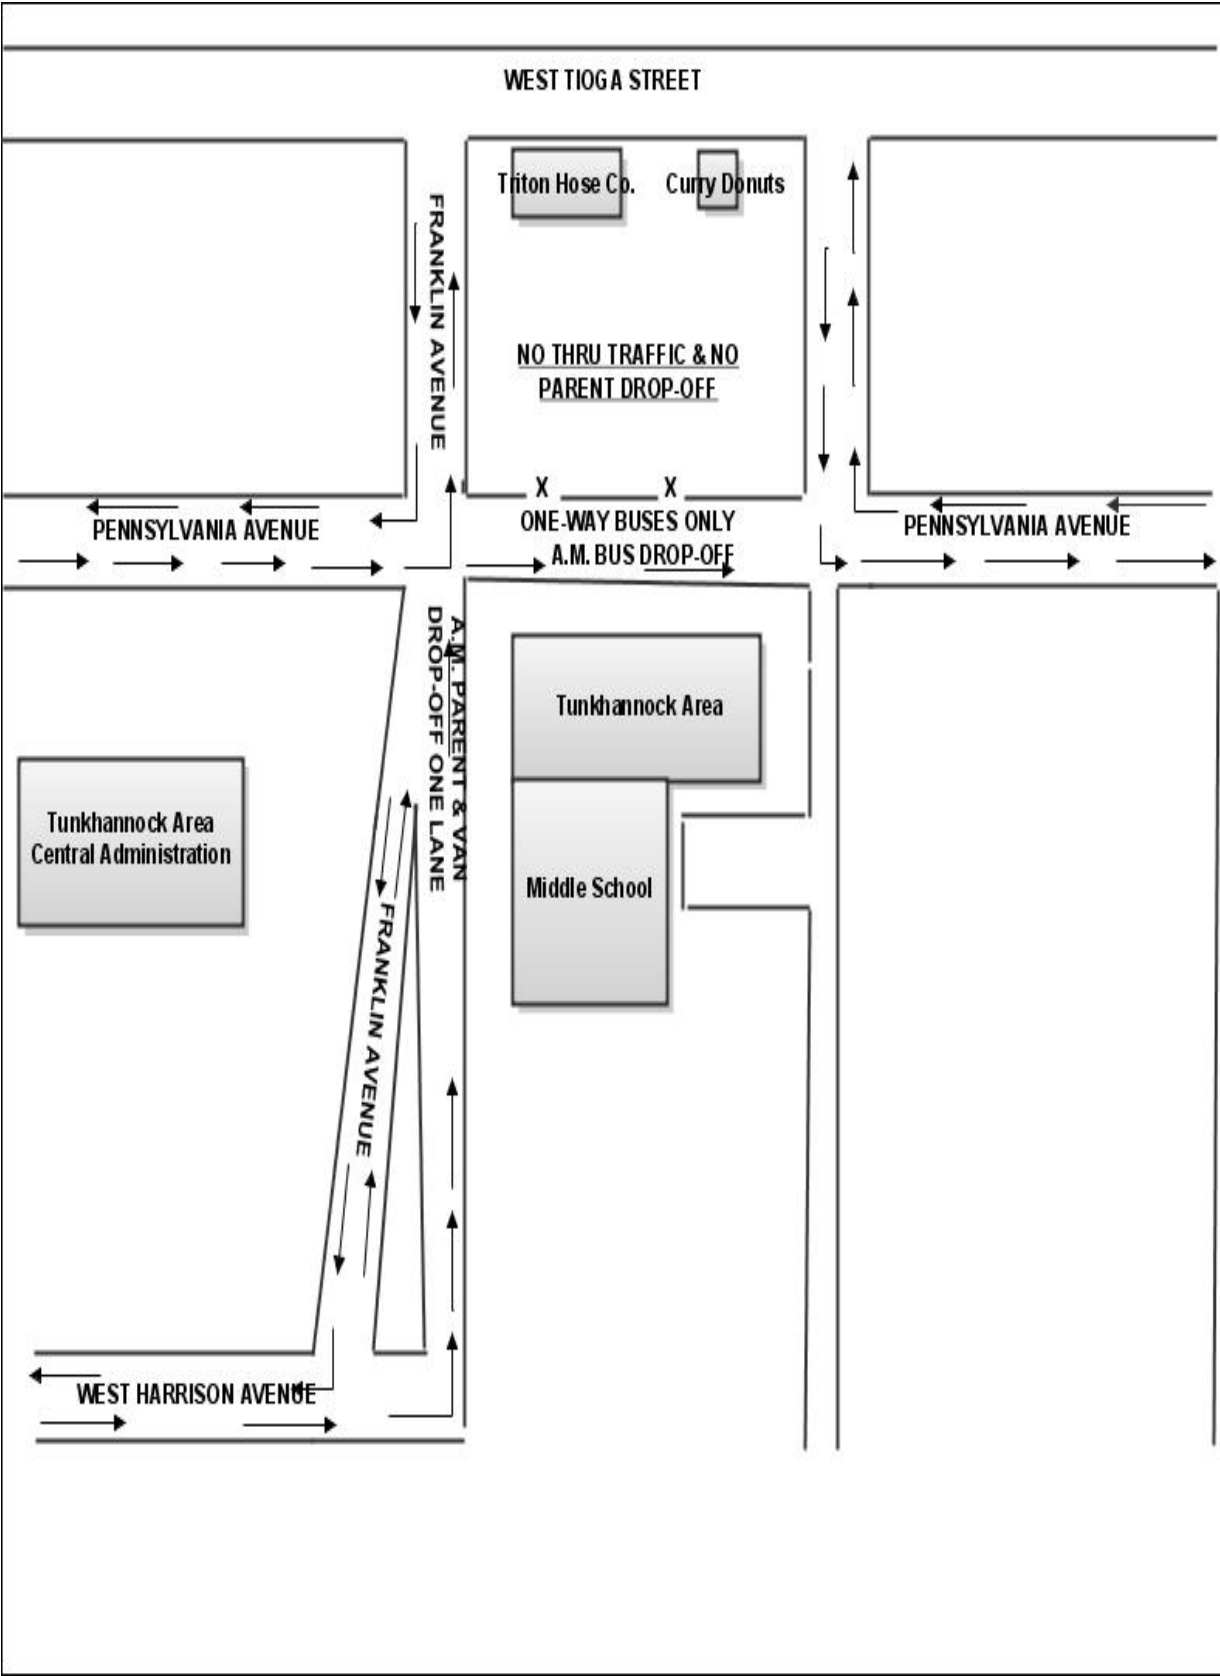 WEST TIOGA STREET
Triton Hose Co.
Curry Donuts
FRANKLIN AVENUE
NO THRU TRAFFIC & NO
PARENT DROP-OFF
X
X
PENNSYLVANIA AVENUE
ONE-WAY BUSES ONLY
A.M. BUS DROP-OFF
PENNSYLVANIA AVENUE
A.M. PARENT & VAN
DROP-OFF ONE LANE
Tunkhannock Area
Middle School
Tunkhannock Area
Central Administration
FRANKLIN AVENUE
WEST HARRISON AVENUE